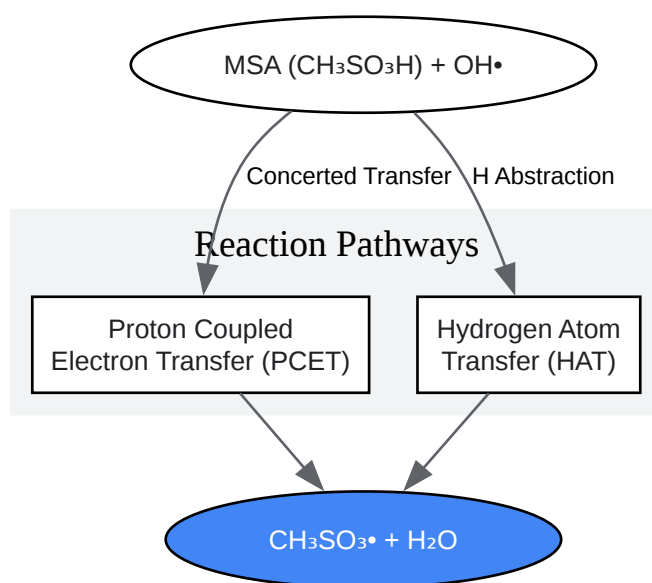 MSA (CH₃SO₃H) + OH•
Concerted Transfer
H Abstraction
Reaction Pathways
Proton Coupled
Electron Transfer (PCET)
Hydrogen Atom
Transfer (HAT)
CH₃SO₃• + H₂O